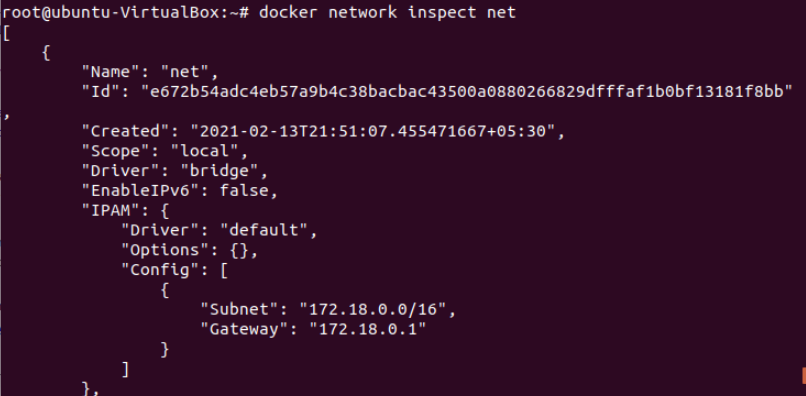 root@ubuntu-VirtualBox:~# docker network inspect net
[
    {
        "Name": "net",
        "Id": "e672b54adc4eb57a9b4c38bacbac43500a0880266829dfffaf1b0bf13181f8bb"
,
        "Created": "2021-02-13T21:51:07.455471667+05:30",
        "Scope": "local",
        "Driver": "bridge",
        "EnableIPv6": false,
        "IPAM": {
            "Driver": "default",
            "Options": {},
            "Config": [
                {
                    "Subnet": "172.18.0.0/16",
                    "Gateway": "172.18.0.1"
                }
            ]
        },